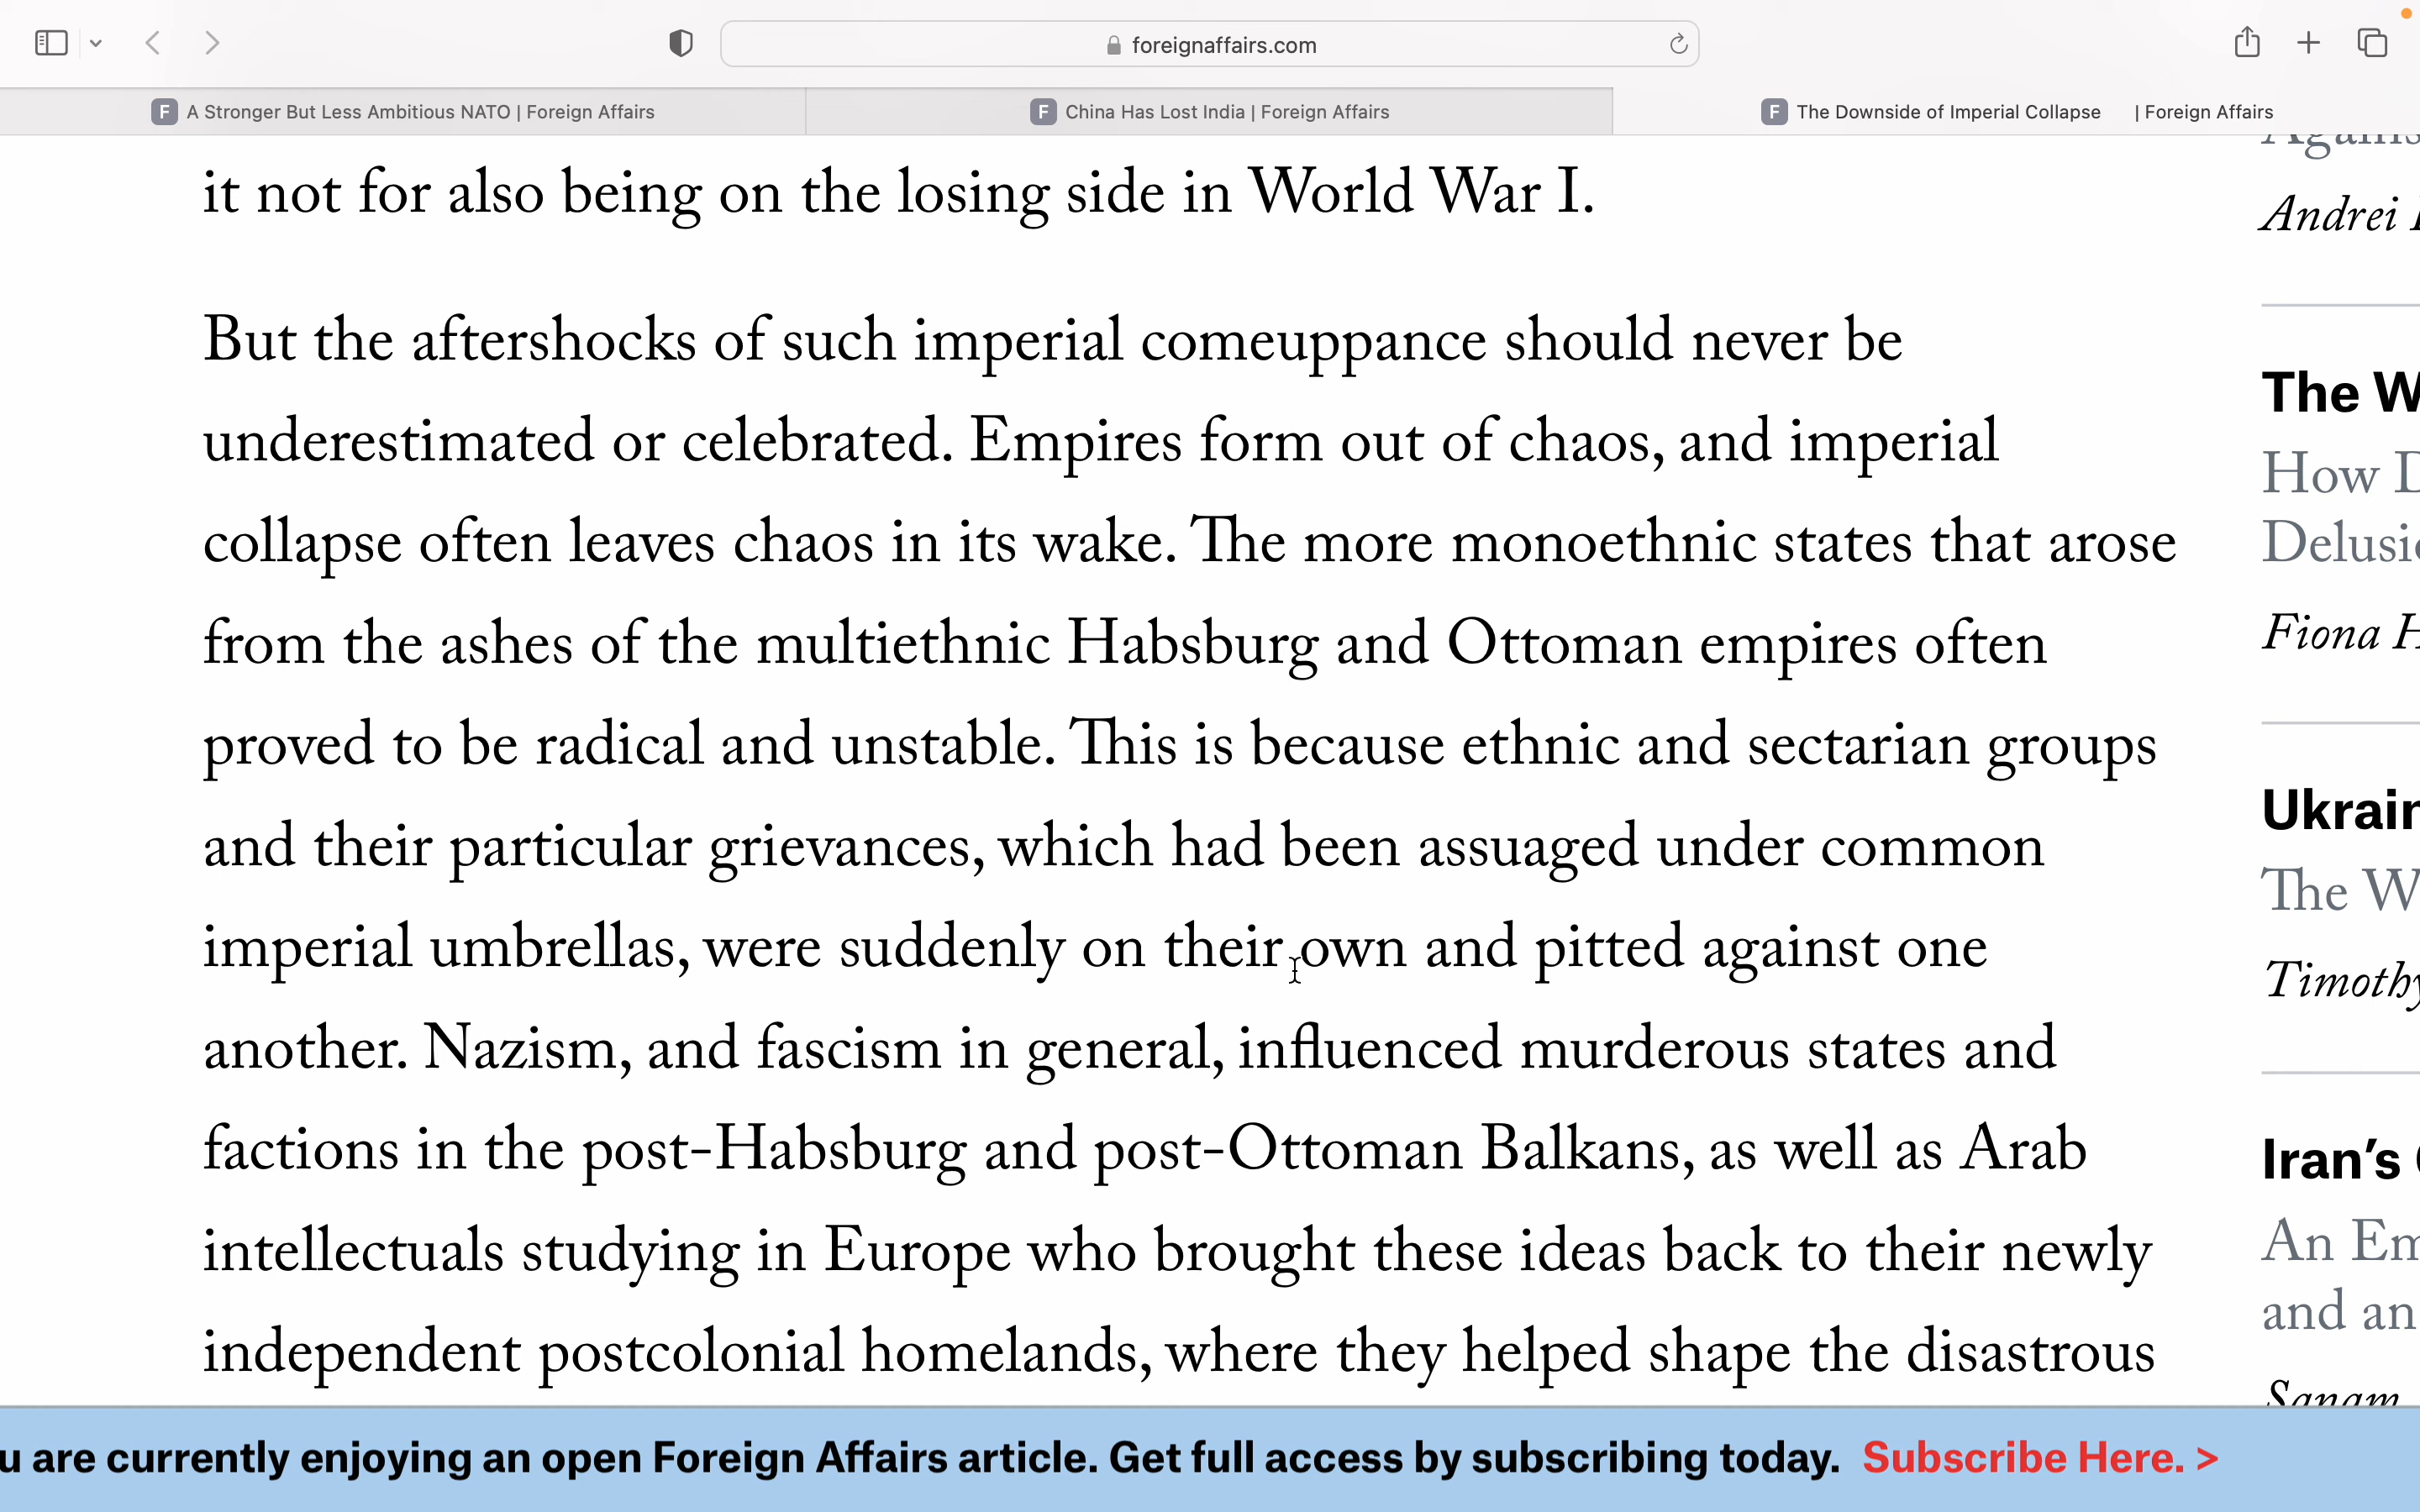 foreignaffairs.com
F A Stronger But Less Ambitious NATO | Foreign Affairs
F China Has Lost India | Foreign Affairs
F The Downside of Imperial Collapse | Foreign Affairs
it not for also being on the losing side in World War I.
But the aftershocks of such imperial comeuppance should never be
underestimated or celebrated. Empires form out of chaos, and imperial
collapse often leaves chaos in its wake. The more monoethnic states that arose
from the ashes of the multiethnic Habsburg and Ottoman empires often
proved to be radical and unstable. This is because ethnic and sectarian groups
and their particular grievances, which had been assuaged under common
imperial umbrellas, were suddenly on their own and pitted against one
another. Nazism, and fascism in general, influenced murderous states and
factions in the post-Habsburg and post-Ottoman Balkans, as well as Arab
intellectuals studying in Europe who brought these ideas back to their newly
independent postcolonial homelands, where they helped shape the disastrous
Andrei
The W
How D
Delusi
Fiona H
Ukrain
The W
Timothy
Iran’s
An Em
and an
Sanam
u are currently enjoying an open Foreign Affairs article. Get full access by subscribing today. Subscribe Here. >